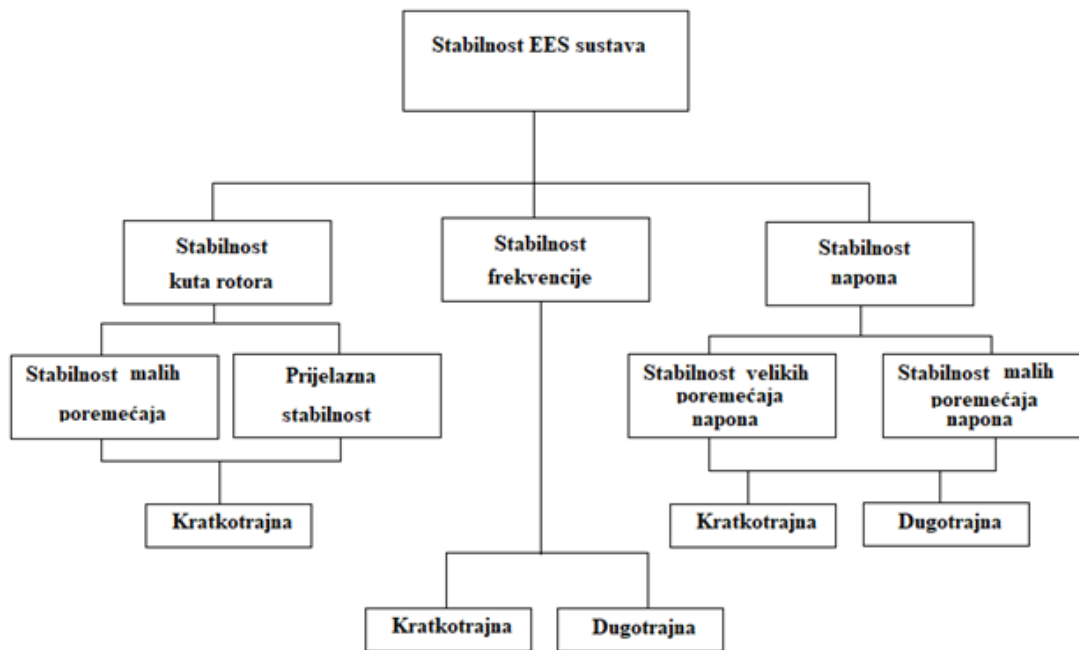 Stabilnost EES sustava
Stabilnost
kuta rotora
Stabilnost
frekvencije
Stabilnost
napona
Stabilnost malih
poremećaja
Prijelazna
stabilnost
Stabilnost velikih
poremećaja
napona
Stabilnost malih
poremećaja
napona
Kratkotrajna
Kratkotrajna
Dugotrajna
Kratkotrajna
Dugotrajna